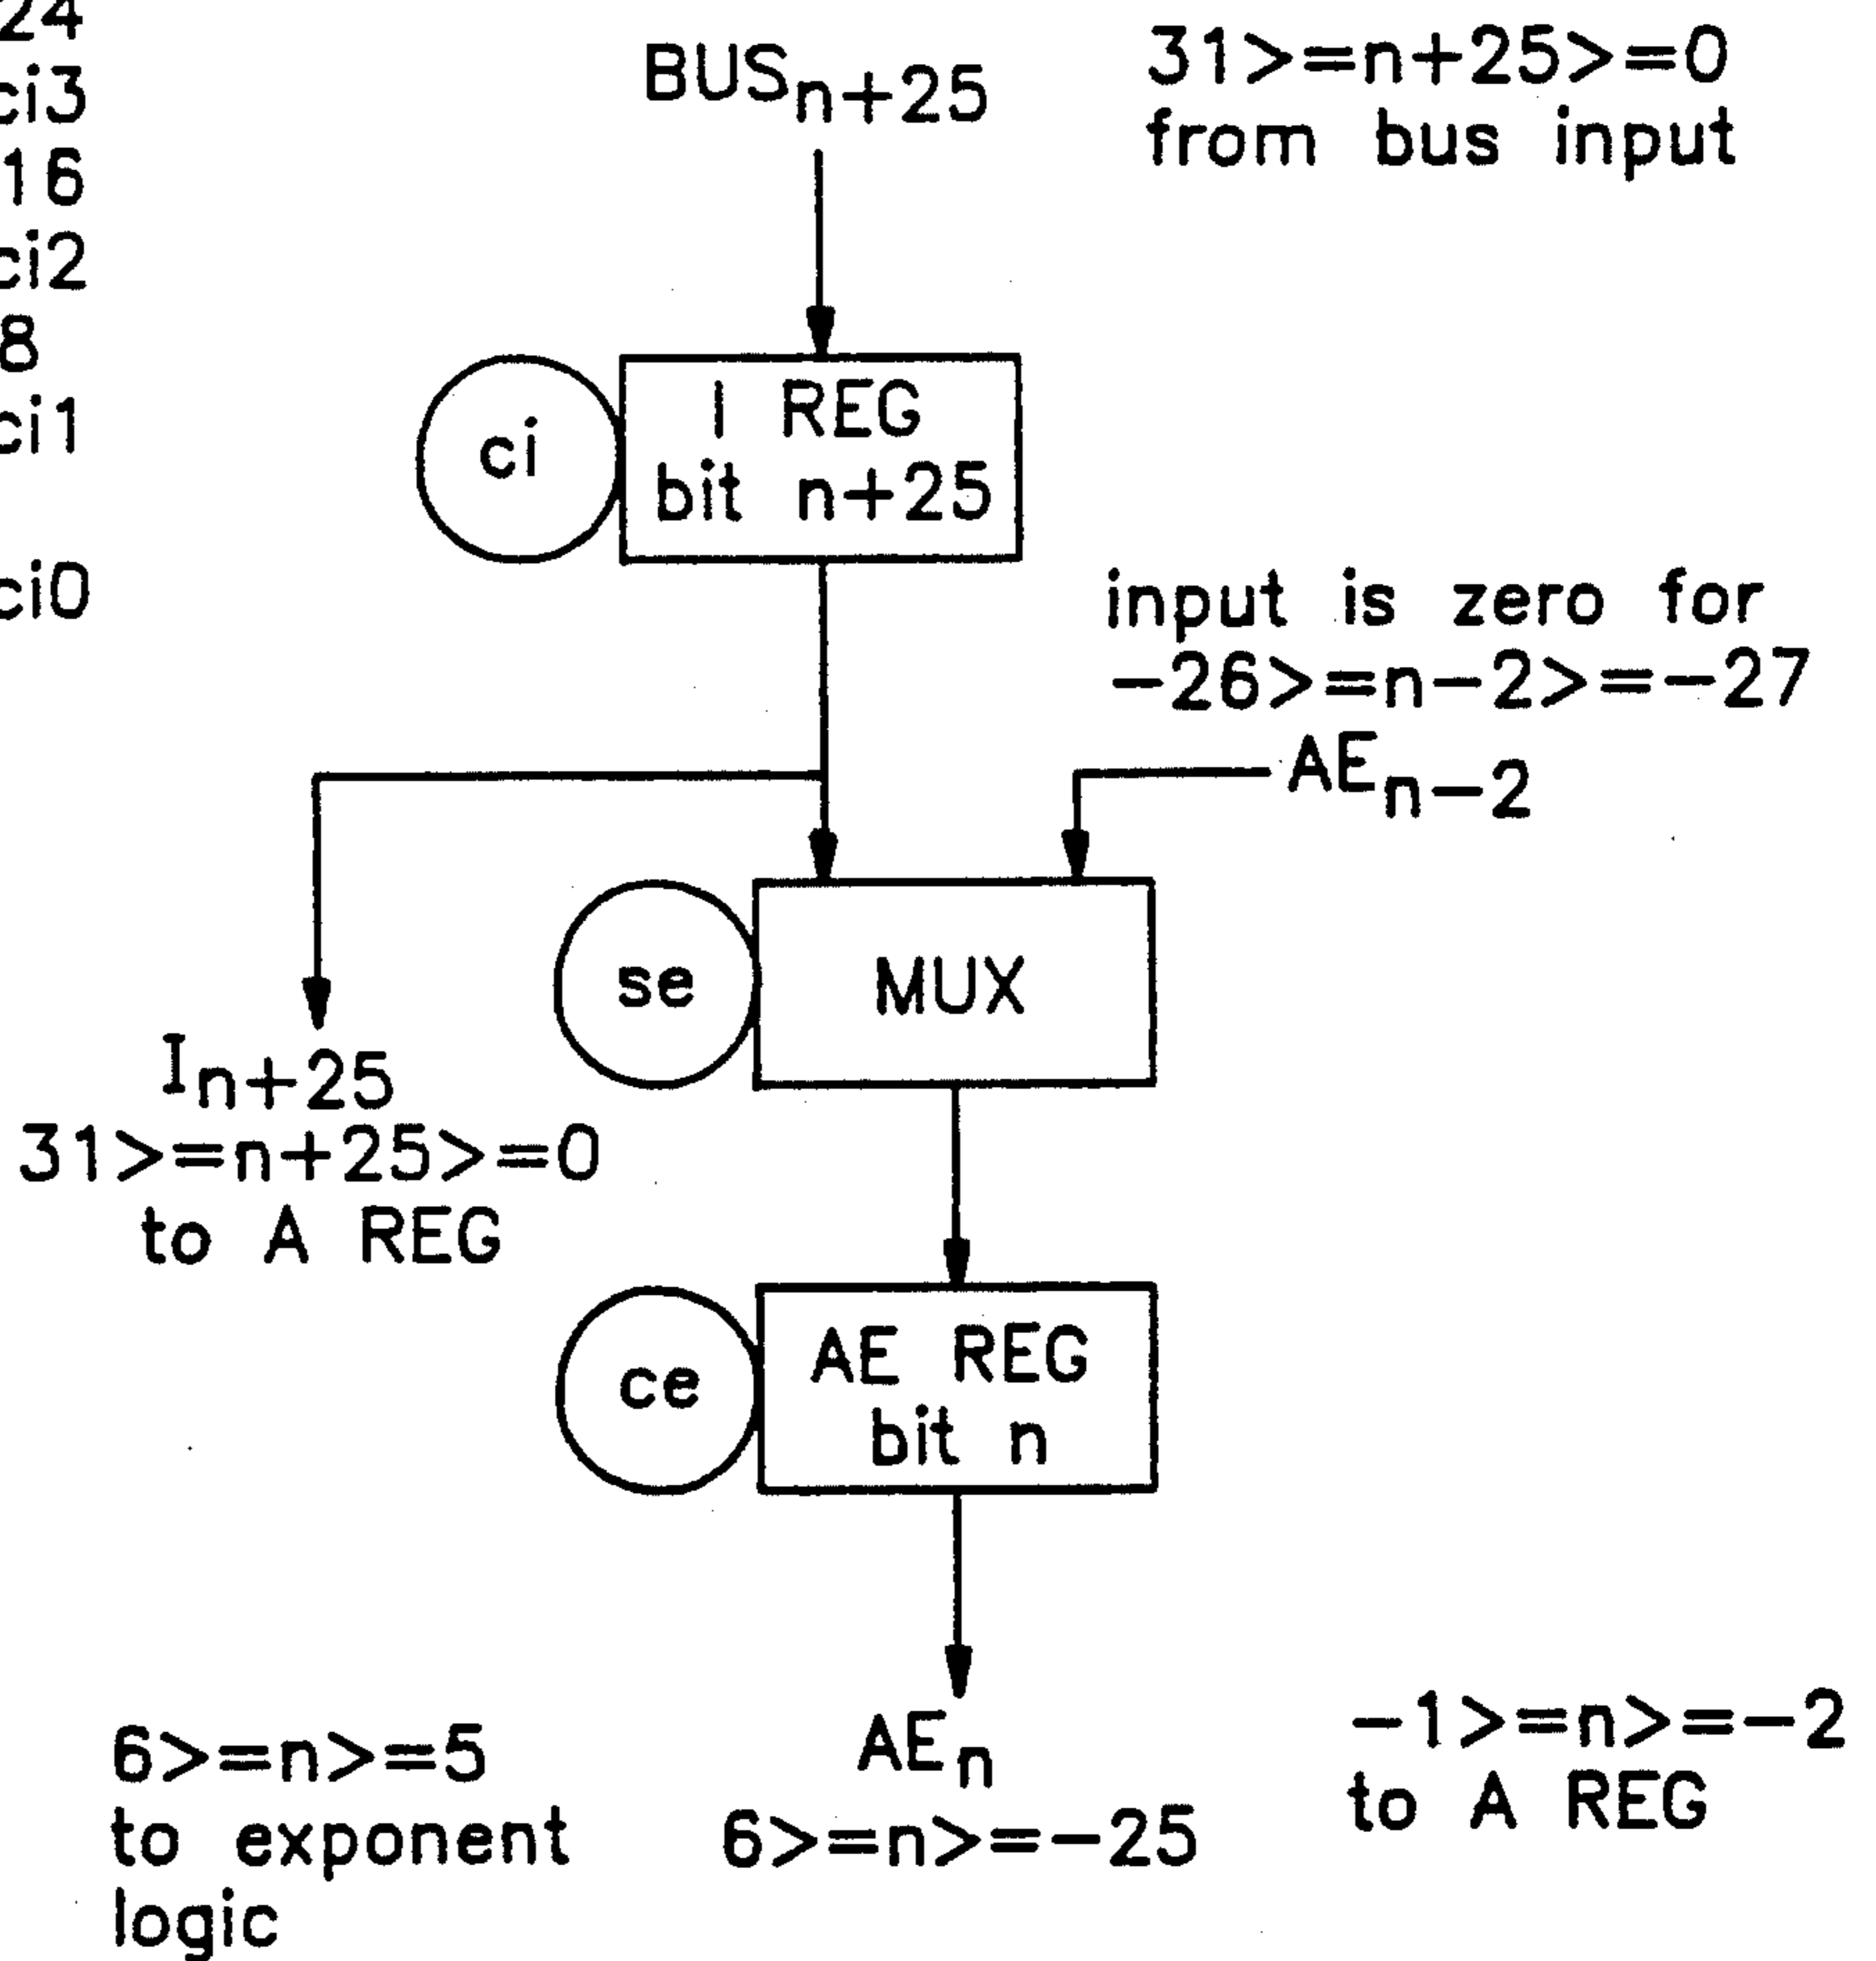 24
ci3
16
ci2
8
ci1
ci0
BUSn+25
31>=n+25>=0
from bus input
ci
I REG
bit n+25
input is zero for
-26>=n-2>=-27
AEn-2
se
MUX
In+25
31>=n+25>=0
to A REG
ce
AE REG
bit n
6>=n>=5
to exponent
logic
AEn
6>=n>=-25
-1>=n>=-2
to A REG